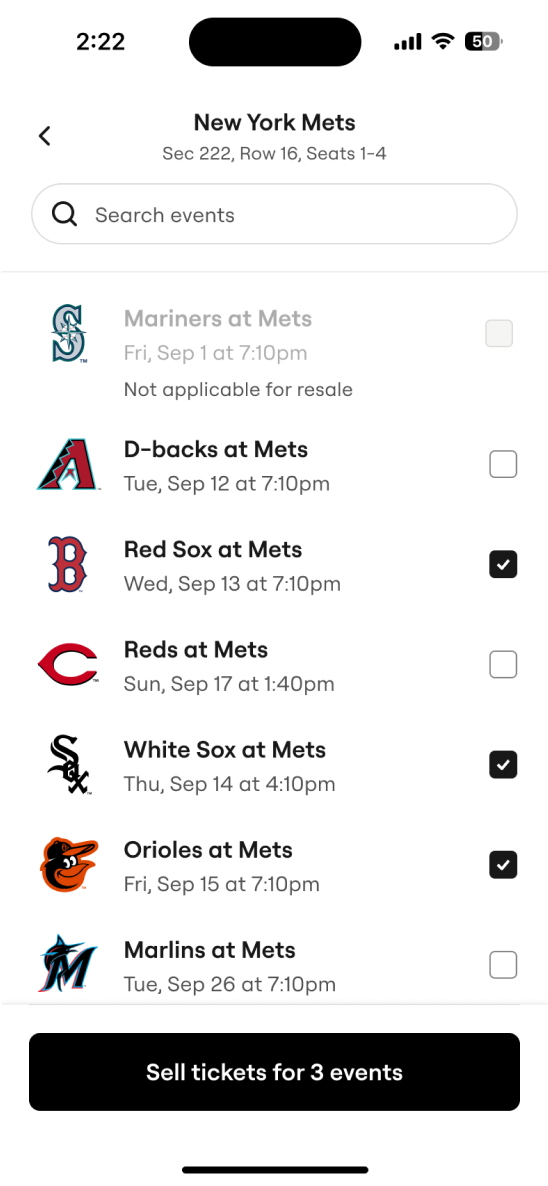 2:22
50
New York Mets
Sec 222, Row 16, Seats 1-4
Search events
Mariners at Mets
Fri, Sep 1 at 7:10pm
Not applicable for resale
D-backs at Mets
Tue, Sep 12 at 7:10pm
Red Sox at Mets
Wed, Sep 13 at 7:10pm
Reds at Mets
Sun, Sep 17 at 1:40pm
White Sox at Mets
Thu, Sep 14 at 4:10pm
Orioles at Mets
Fri, Sep 15 at 7:10pm
Marlins at Mets
Tue, Sep 26 at 7:10pm
Sell tickets for 3 events